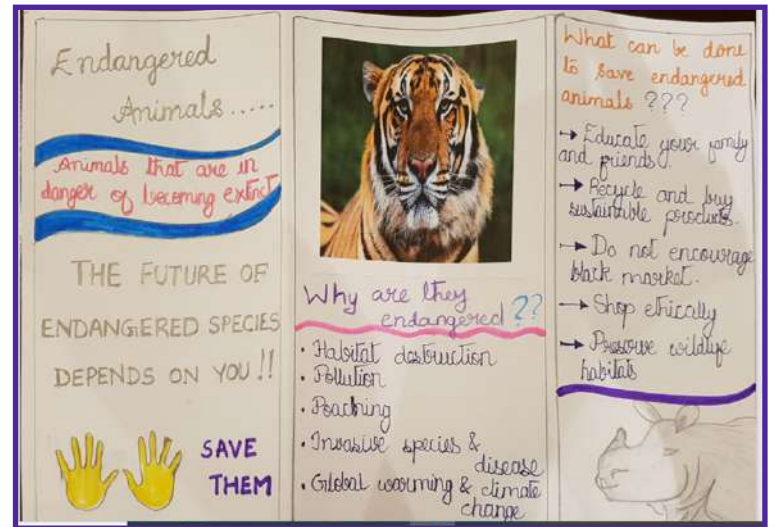 Endangered
Animals.....
Animals that are in
danger of becoming extinct
THE FUTURE OF
ENDANGERED SPECIES
DEPENDS ON YOU!!
SAVE
THEM
Why are they
endangered??
• Habitat destruction
• Pollution
• Poaching
• Invasive species &
disease
• Global warming & climate
change
What can be done
to save endangered
animals ???
→ Educate your family
and friends.
→ Recycle and buy
sustainable products.
→ Do not encourage
black market.
→ Shop ethically
→ Preserve wildlife
habitats